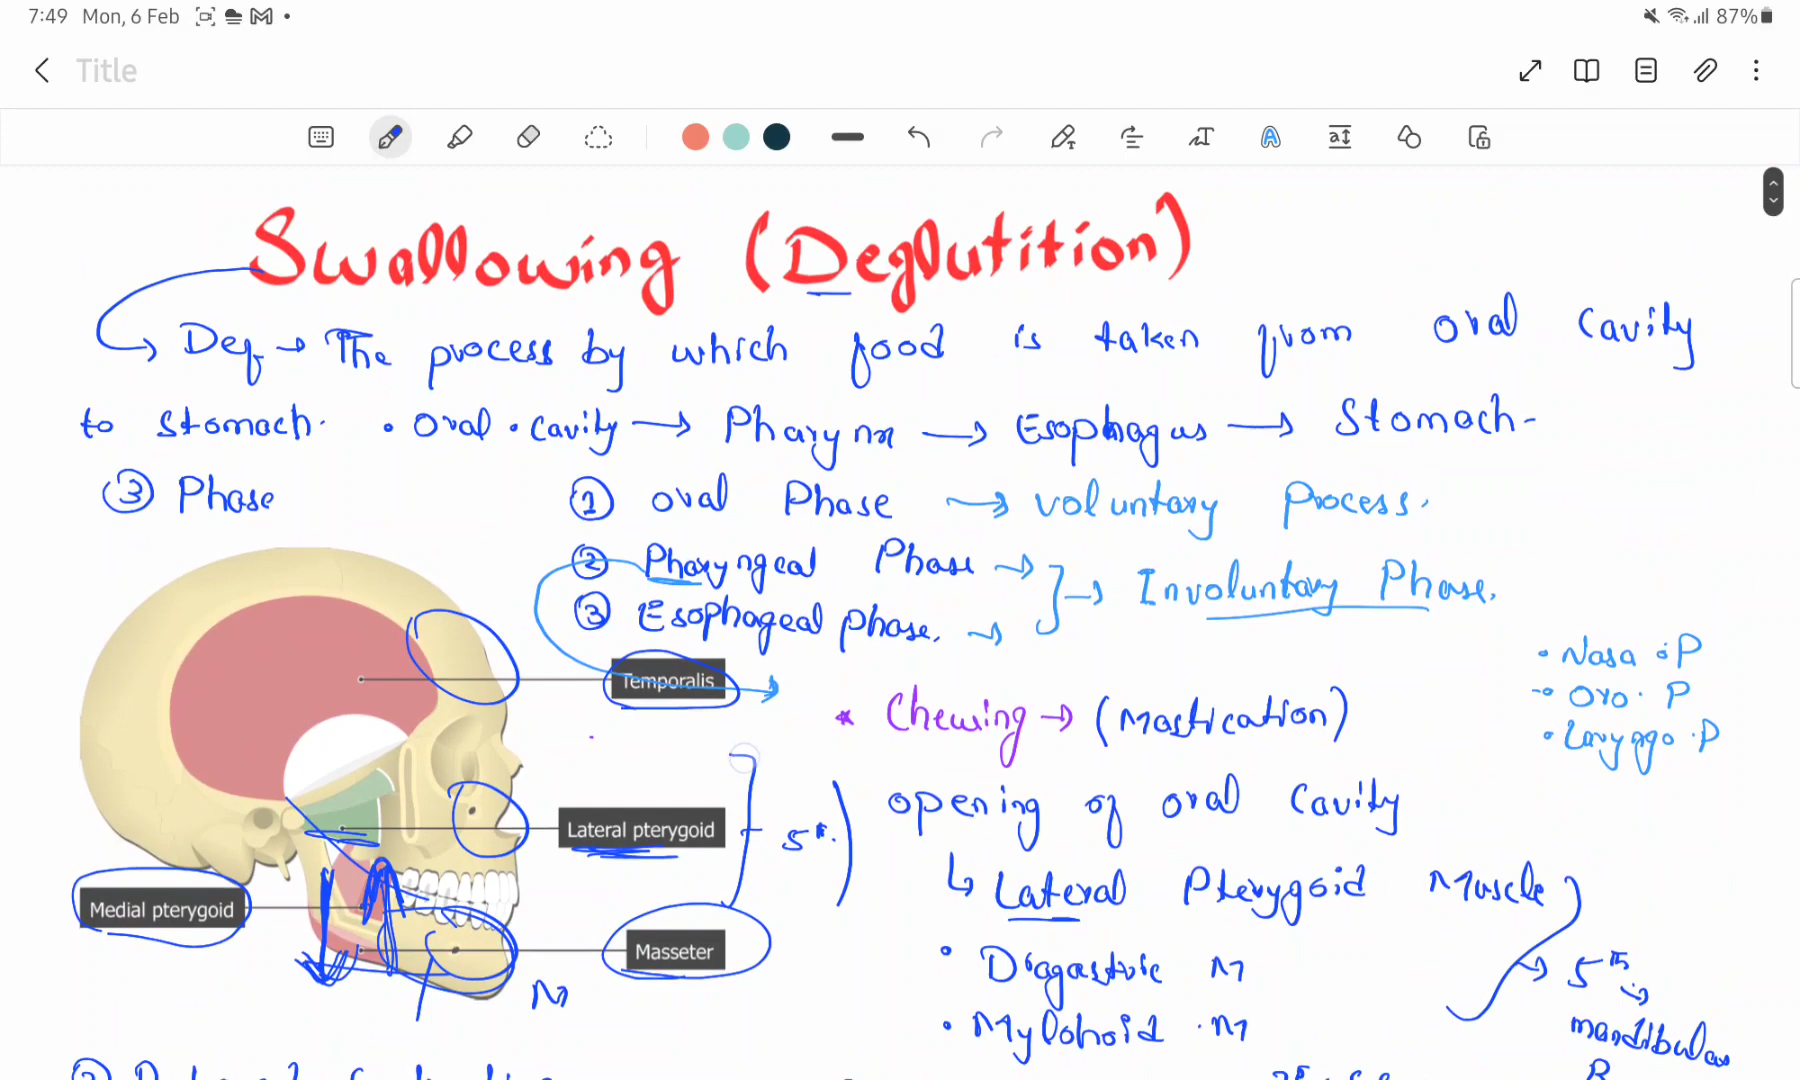 7:49 Mon, 6 Feb
87%
Title
Swallowing (Deglutition)
Def → The process by which food is taken from oral cavity
to stomach. • oral • cavity → Pharynx → Esophagus → Stomach-
③ Phase
① oral Phase → voluntary Process.
② Pharyngeal Phase →
③ Esophageal phase. →
→ Involuntary Phase.
• Nasa • P
→ Oro • P
• Laryngo • P
Temporalis
* Chewing → (Mastication)
Lateral pterygoid
5th.
opening of oral cavity
↳ Lateral Pterygoid Muscle
Medial pterygoid
Masseter
M
• Diagastric M
• Mylohoid • M
→ 5th
mandibular